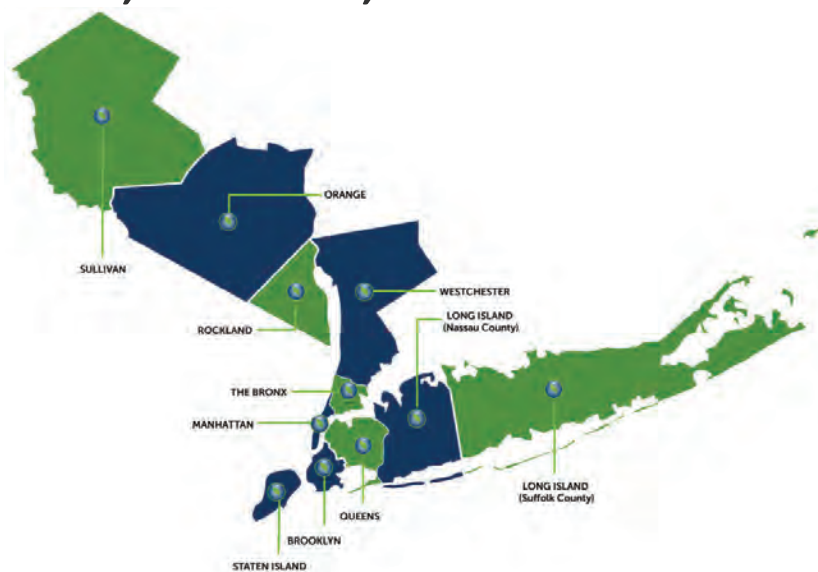 ORANGE
SULLIVAN
WESTCHESTER
LONG ISLAND
(Nassau County)
ROCKLAND
THE BRONX
MANHATTAN
LONG ISLAND
(Suffolk County)
QUEENS
BROOKLYN
STATEN ISLAND